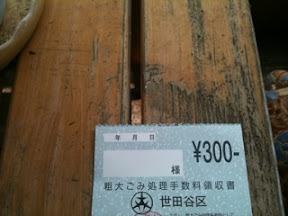 年 月 日
¥300-
様
粗大ごみ処理手数料領収書
世田谷区